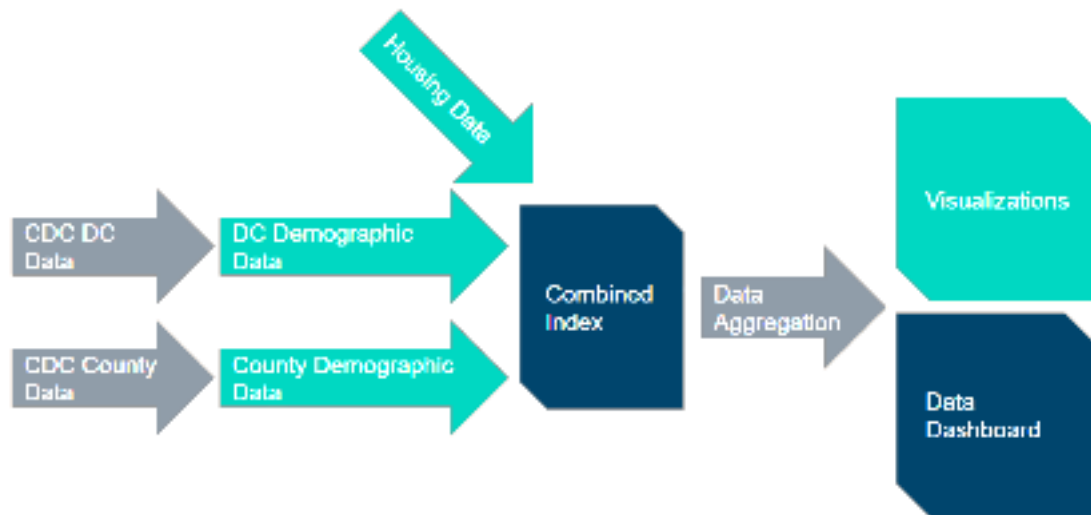 Housing Data
CDC DC
Data
DC Demographic
Data
CDC County
Data
County Demographic
Data
Combined
Index
Data
Aggregation
Visualizations
Data
Dashboard